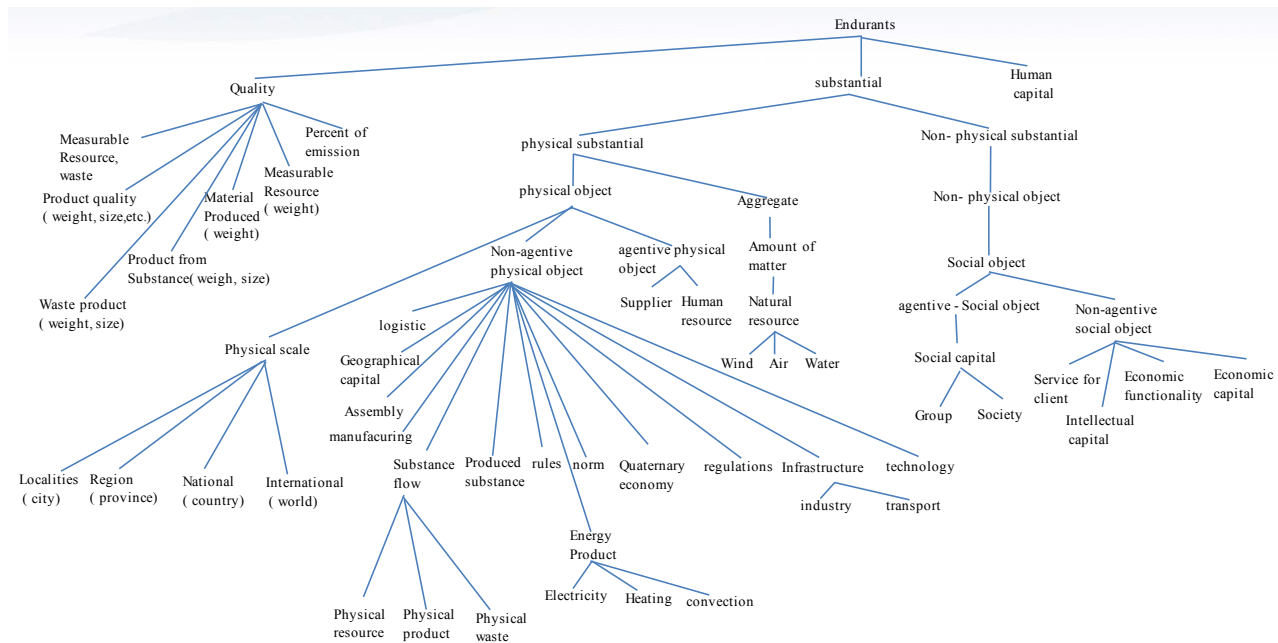 Endurants
Quality
substantial
Human
capital
Measurable
Resource,
waste
Percent of
emission
Product quality
( weight, size,etc.)
Material
Produced
( weight)
Measurable
Resource
( weight)
Product from
Substance( weigh, size)
Waste product
( weight, size)
physical substantial
Non- physical substantial
physical object
Aggregate
Non- physical object
Non-agentive
physical object
agentive physical
object
Amount of
matter
Social object
Supplier
Human
resource
Natural
resource
agentive - Social object
Non-agentive
social object
logistic
Physical scale
Geographical
capital
Wind
Air
Water
Social capital
Service for
client
Economic
functionality
Economic
capital
Assembly
manufacuring
Group
Society
Intellectual
capital
Localities
( city)
Region
( province)
National
( country)
International
( world)
Substance
flow
Produced
substance
rules
norm
Quaternary
economy
regulations
Infrastructure
technology
industry
transport
Energy
Product
Electricity
Heating
convection
Physical
resource
Physical
product
Physical
waste